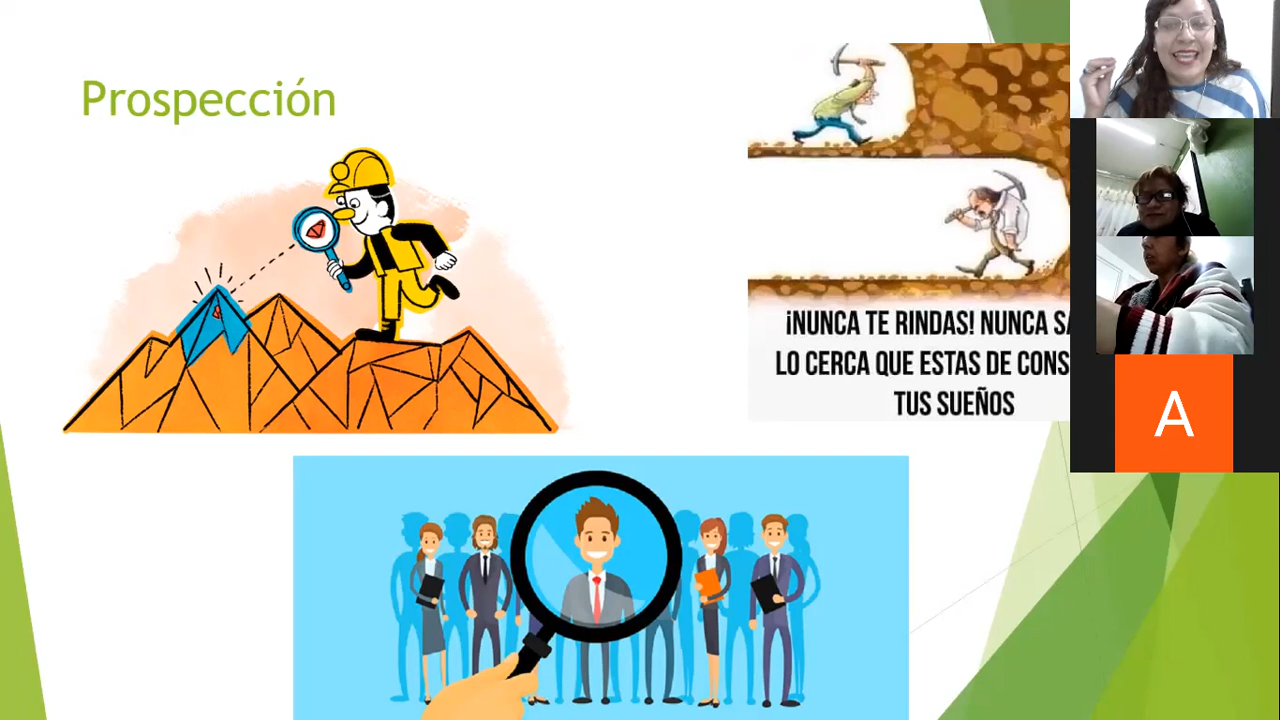 Prospección
¡NUNCA TE RINDAS! NUNCA
LO CERCA QUE ESTAS DE
TUS SUEÑOS
A